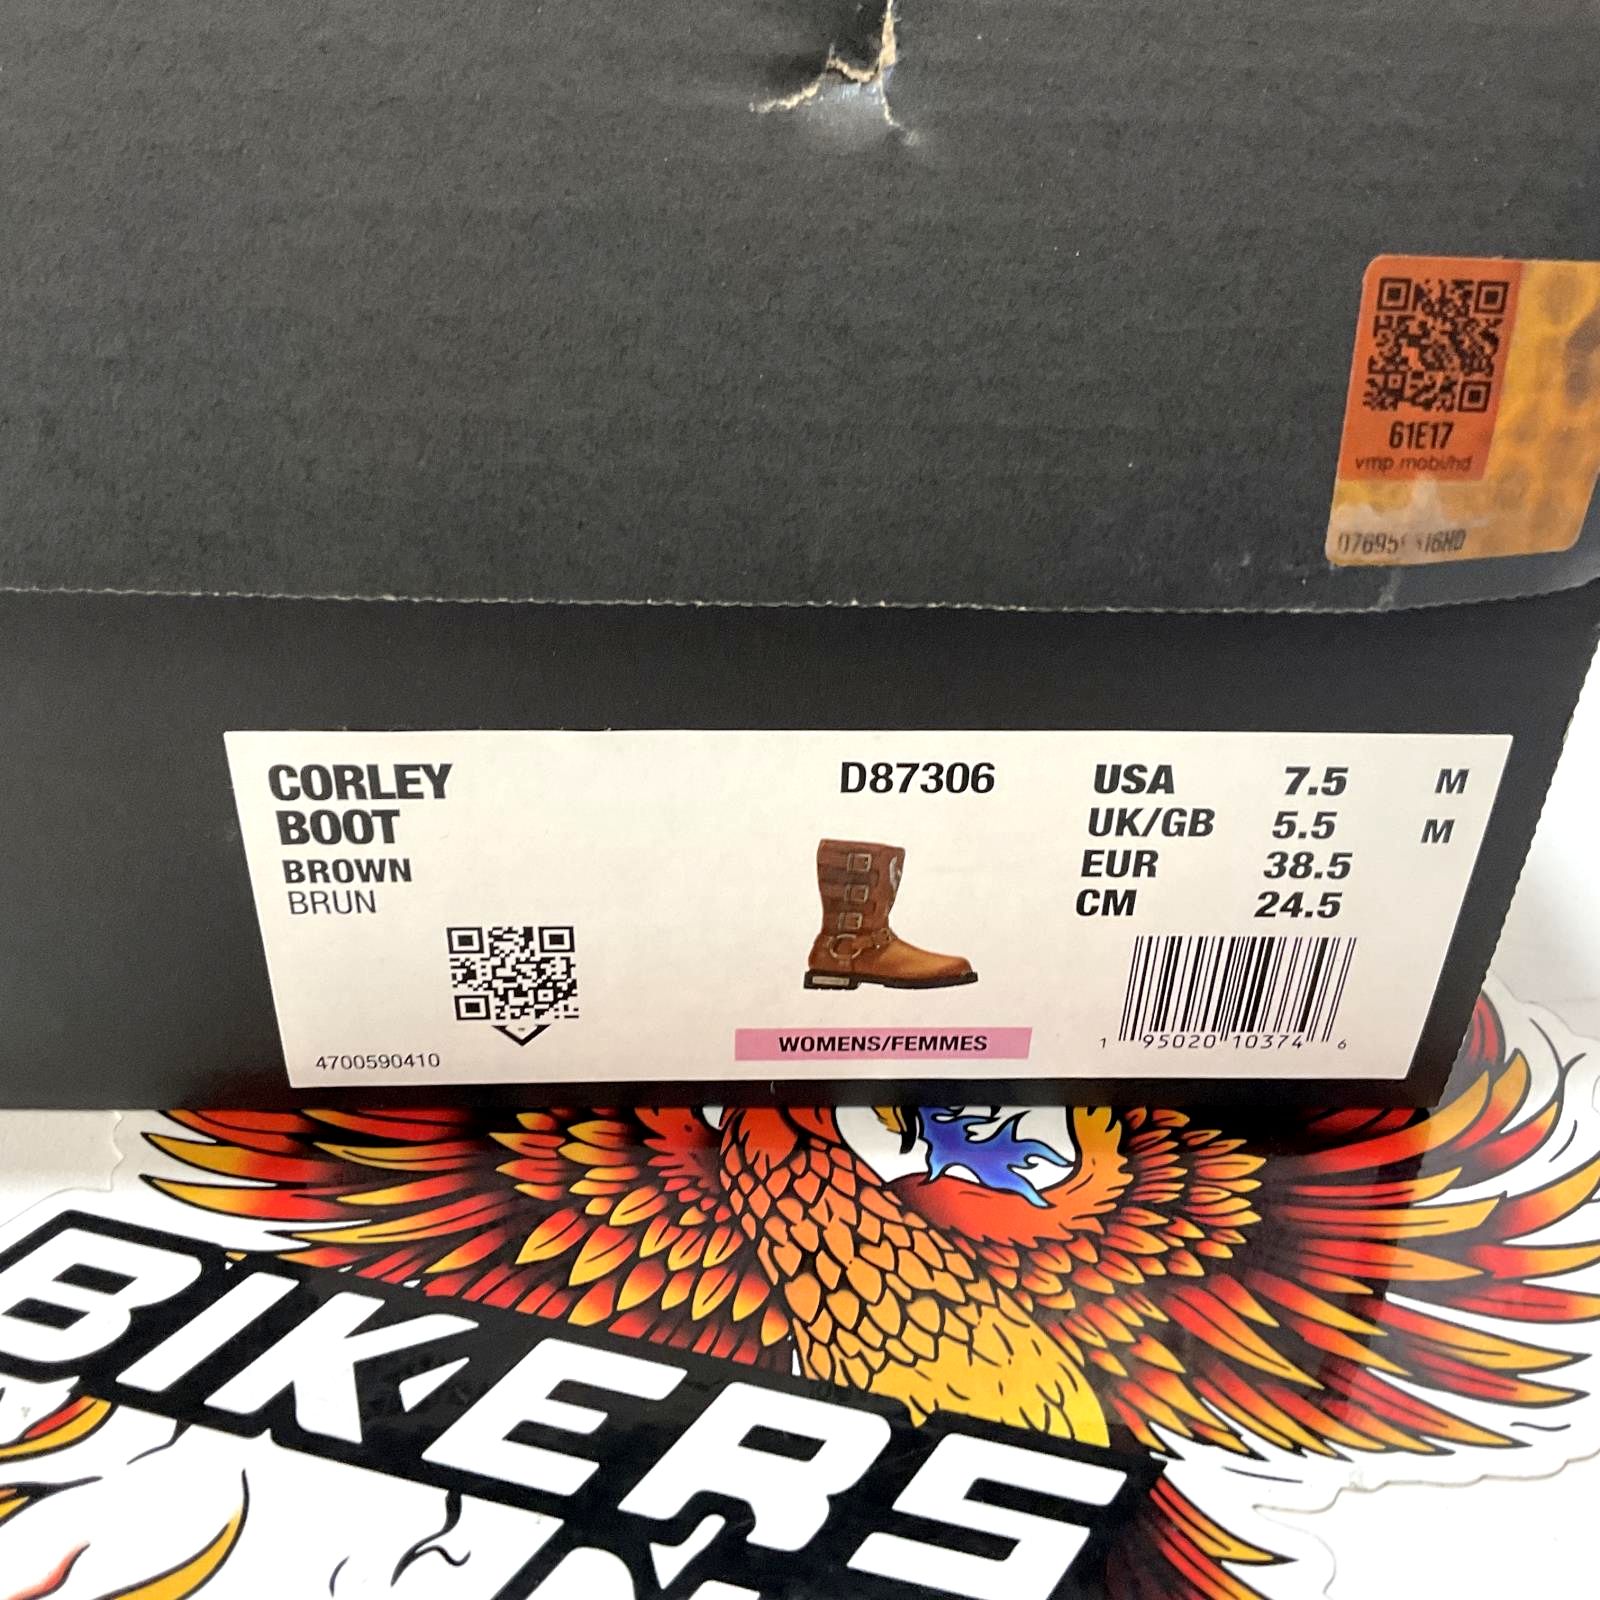 61E17
vmp.mobi/hd
CORLEY
BOOT
BROWN
BRUN
4700590410
D87306
WOMENS/FEMMES
USA 7.5 M
UK/GB 5.5 M
EUR 38.5
CM 24.5
1 95020 10374 6
BIKERS